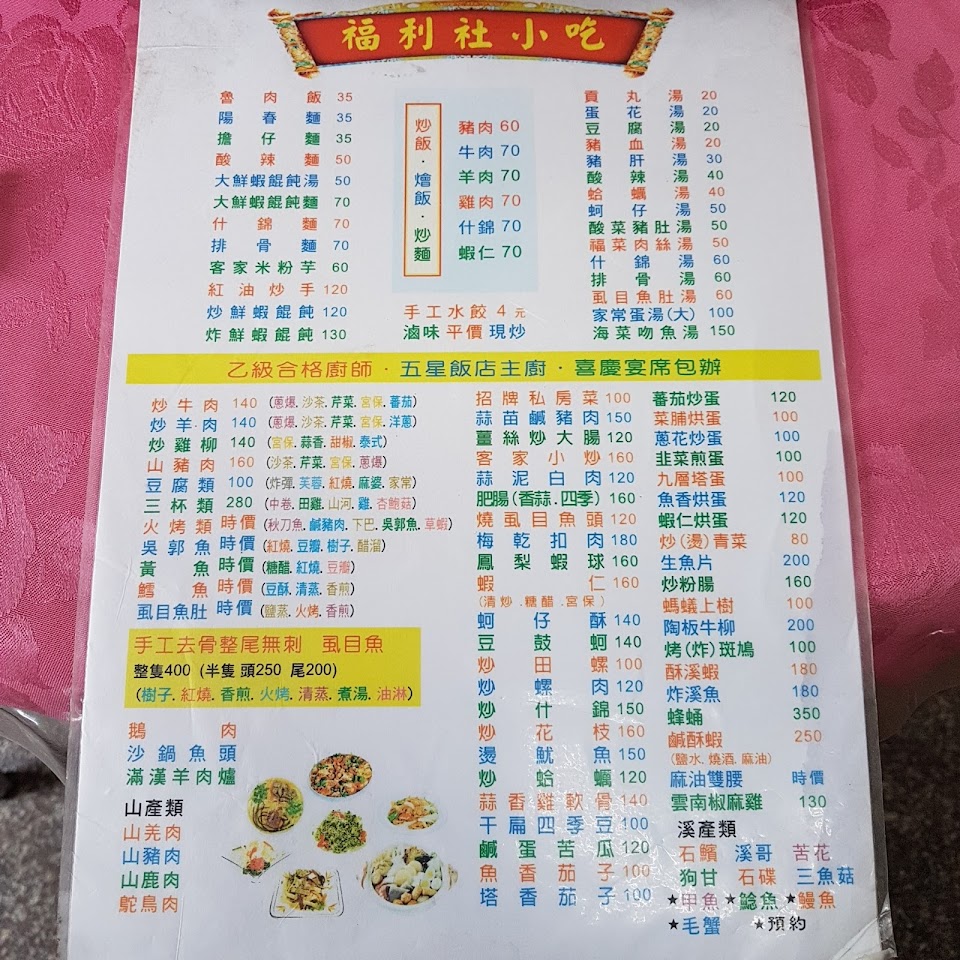 福利社小吃
魯肉飯 35
陽春麵 35
擔仔麵 35
酸辣麵 50
大鮮蝦餛飩湯 50
大鮮蝦餛飩麵 70
什錦麵 70
排骨麵 70
客家米粉芋 60
紅油炒手 120
炒鮮蝦餛飩 120
炸鮮蝦餛飩 130
炒飯・燴飯・炒麵
豬肉 60
牛肉 70
羊肉 70
雞肉 70
什錦 70
蝦仁 70
手工水餃 4元
滷味 平價 現炒
貢丸湯 20
蛋花湯 20
豆腐湯 20
豬血湯 20
豬肝湯 30
酸辣湯 40
蛤蠣湯 40
蚵仔湯 50
酸菜豬肚湯 50
福菜肉絲湯 50
什錦湯 60
排骨湯 60
虱目魚肚湯 60
家常蛋湯(大) 100
海菜吻魚湯 150
乙級合格廚師・五星飯店主廚・喜慶宴席包辦
炒牛肉 140 (蔥爆.沙茶.芹菜.宮保.蕃茄)
炒羊肉 140 (蔥爆.沙茶.芹菜.宮保.洋蔥)
炒雞柳 140 (宮保.蒜香.甜椒.泰式)
山豬肉 160 (沙茶.芹菜.宮保.蔥爆)
豆腐類 100 (炸彈.芙蓉.紅燒.麻婆.家常)
三杯類 280 (中卷.田雞.山河.雞.杏鮑菇)
火烤類 時價 (秋刀魚.鹹豬肉.下巴.吳郭魚.草蝦)
吳郭魚 時價 (紅燒.豆瓣.樹子.醋溜)
黃魚 時價 (糖醋.紅燒.豆瓣)
鱈魚 時價 (豆酥.清蒸.香煎)
虱目魚肚 時價 (鹽蒸.火烤.香煎)
手工去骨整尾無刺 虱目魚
整隻400 (半隻 頭250 尾200)
(樹子.紅燒.香煎.火烤.清蒸.煮湯.油淋)
鵝肉
沙鍋魚頭
滿漢羊肉爐
山產類
山羌肉
山豬肉
山鹿肉
鴕鳥肉
招牌私房菜 100
蒜苗鹹豬肉 150
薑絲炒大腸 120
客家小炒 160
蒜泥白肉 120
肥腸(香蒜.四季) 160
燒虱目魚頭 120
梅乾扣肉 180
鳳梨蝦球 160
蝦仁 160
(清炒.糖醋.宮保)
蚵仔酥 140
豆鼓蚵 140
炒田螺 100
炒螺肉 120
炒什錦 150
炒花枝 160
燙魷魚 150
炒蛤蠣 120
蒜香雞軟骨 140
干扁四季豆 100
鹹蛋苦瓜 120
魚香茄子 100
塔香茄子 100
蕃茄炒蛋 120
菜脯烘蛋 100
蔥花炒蛋 100
韭菜煎蛋 100
九層塔蛋 100
魚香烘蛋 120
蝦仁烘蛋 120
炒(燙)青菜 80
生魚片 200
炒粉腸 160
螞蟻上樹 100
陶板牛柳 200
烤(炸)斑鳩 100
酥溪蝦 180
炸溪魚 180
蜂蛹 350
鹹酥蝦 250
(鹽水.燒酒.麻油)
麻油雙腰 時價
雲南椒麻雞 130
溪產類
石鱝 溪哥 苦花
狗甘 石碟 三魚菇
★甲魚 ★鯰魚 ★鰻魚
★毛蟹 ★預約